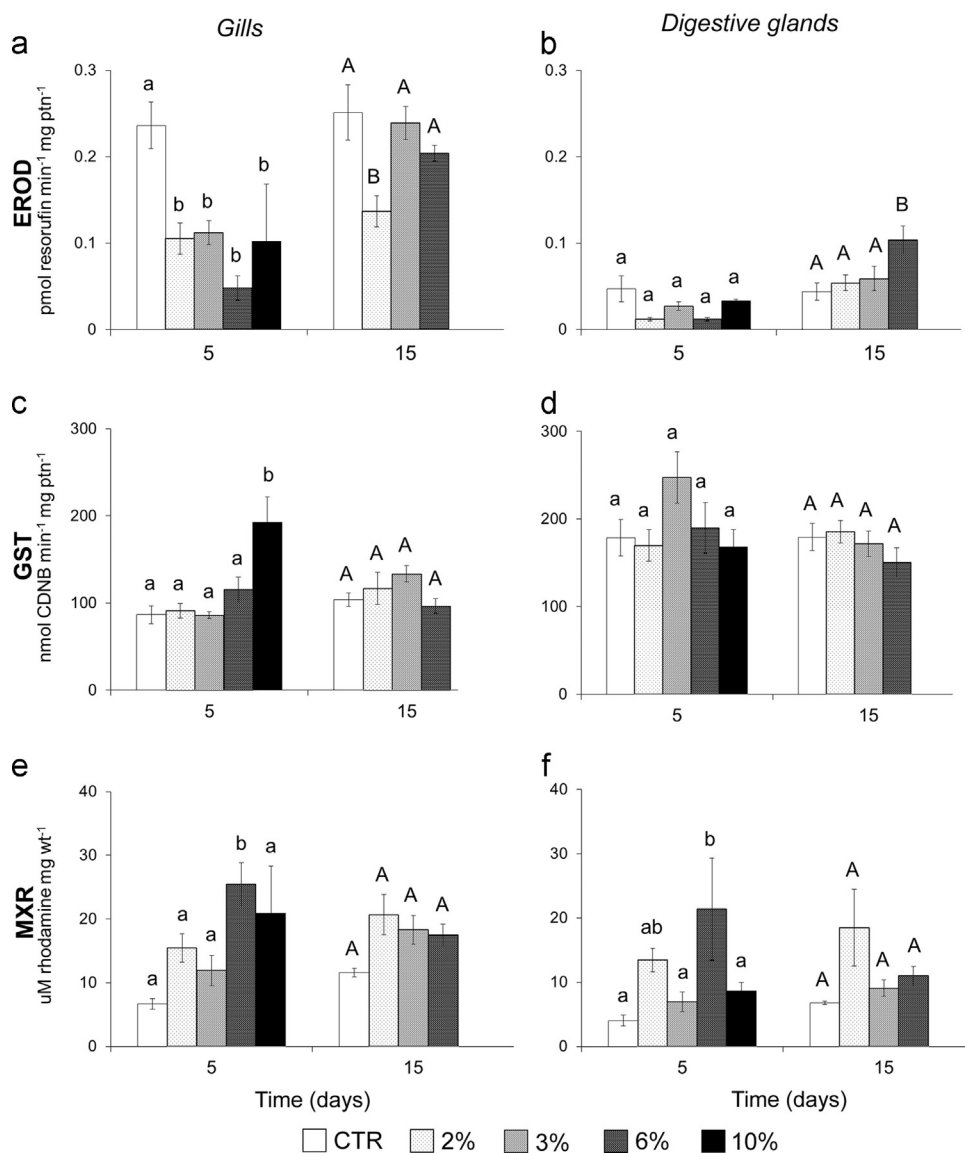 Gills
Digestive glands
a
b
EROD
pmol resorufin min⁻¹ mg ptn⁻¹
0.3
0.2
0.1
0
a
b
b
b
b
A
B
A
A
5
15
0.3
0.2
0.1
0
a
a
a
a
a
A
A
A
B
5
15
c
d
GST
nmol CDNB min⁻¹ mg ptn⁻¹
300
200
100
0
a
a
a
a
b
A
A
A
A
5
15
300
200
100
0
a
a
a
a
a
A
A
A
A
5
15
e
f
MXR
uM rhodamine mg wt⁻¹
40
30
20
10
0
a
a
a
b
a
A
A
A
A
5
15
40
30
20
10
0
a
ab
a
b
a
A
A
A
A
5
15
Time (days)
Time (days)
CTR 2% 3% 6% 10%